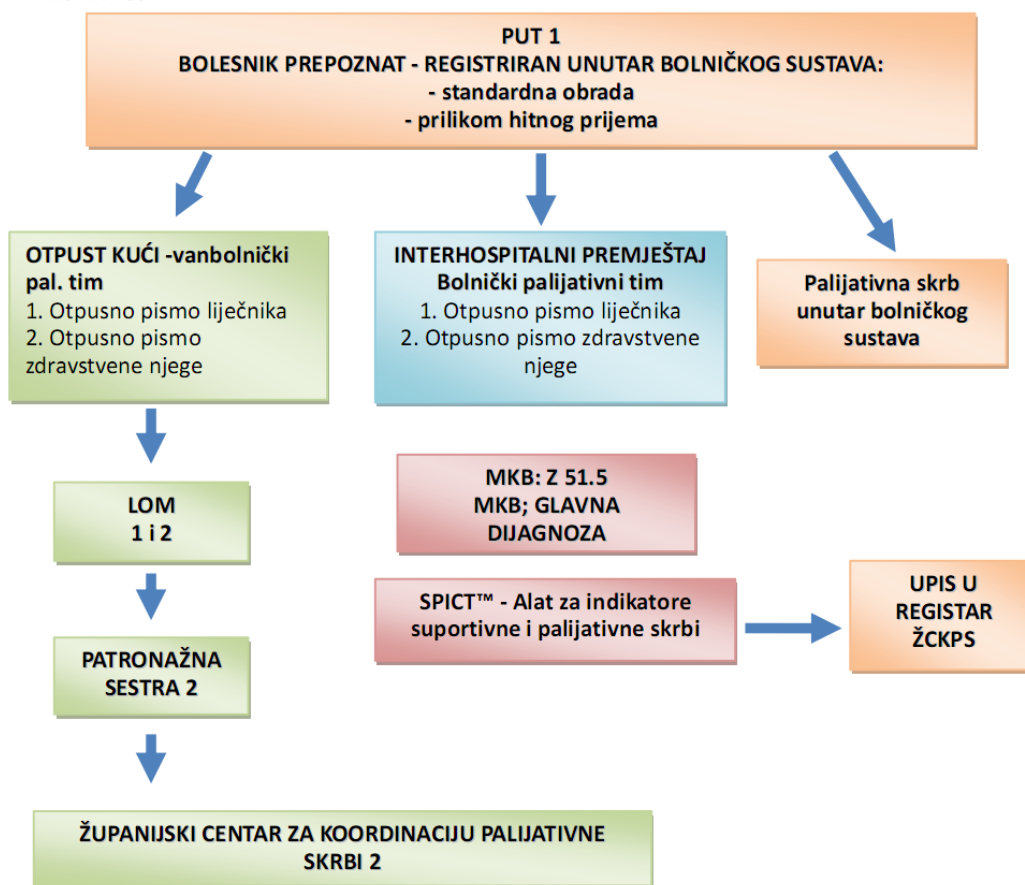 PUT 1
BOLESNIK PREPOZNAT - REGISTRIRAN UNUTAR BOLNIČKOG SUSTAVA:
- standardna obrada
- prilikom hitnog prijema
OTPUST KUĆI -vanbolnički
pal. tim
1. Otpusno pismo liječnika
2. Otpusno pismo
zdravstvene njege
INTERHOSPITALNI PREMJEŠTAJ
Bolnički palijativni tim
1. Otpusno pismo liječnika
2. Otpusno pismo zdravstvene
njege
Palijativna skrb
unutar bolničkog
sustava
LOM
1 i 2
MKB: Z 51.5
MKB; GLAVNA
DIJAGNOZA
SPICT™ - Alat za indikatore
suportivne i palijativne skrbi
UPIS U
REGISTAR
ŽCKPS
PATRONAŽNA
SESTRA 2
ŽUPANIJSKI CENTAR ZA KOORDINACIJU PALIJATIVNE
SKRBI 2